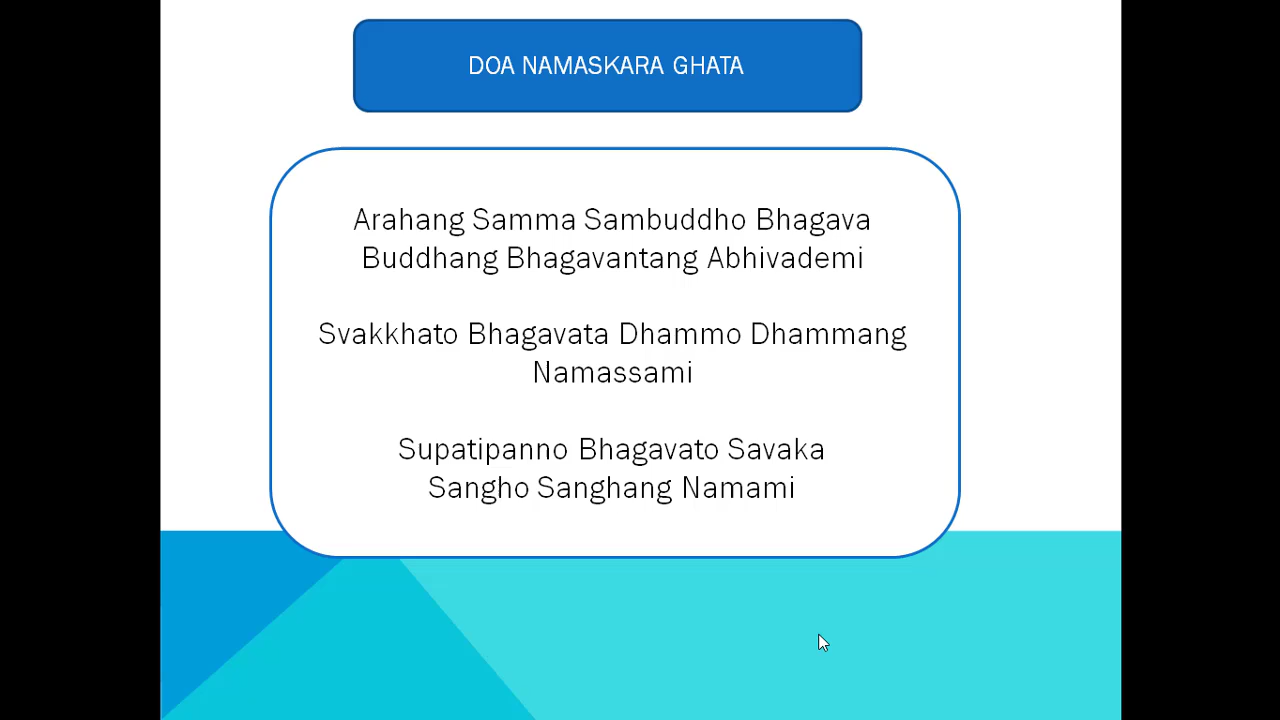 DOA NAMASKARA GHATA
Arahang Samma Sambuddho Bhagava
Buddhang Bhagavantang Abhivademi
Svakkhato Bhagavata Dhammo Dhammang
Namassami
Supatipanno Bhagavato Savaka
Sangho Sanghang Namami